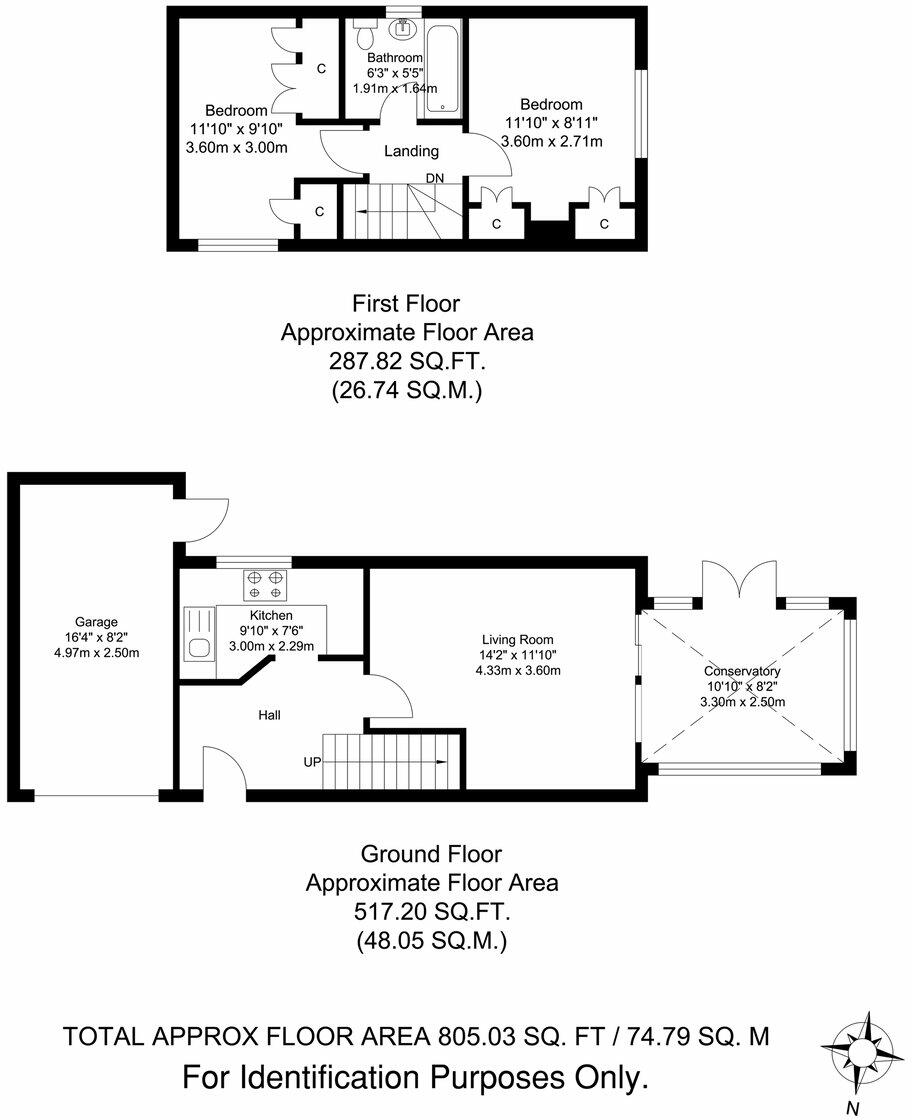 Bathroom
6'3" x 5'5"
1.91m x 1.64m
C
Bedroom
11'10" x 9'10"
3.60m x 3.00m
Bedroom
11'10" x 8'11"
3.60m x 2.71m
Landing
DN
C
C
C
First Floor
Approximate Floor Area
287.82 SQ.FT.
(26.74 SQ.M.)
Garage
16'4" x 8'2"
4.97m x 2.50m
Kitchen
9'10" x 7'6"
3.00m x 2.29m
Living Room
14'2" x 11'10"
4.33m x 3.60m
Conservatory
10'10" x 8'2"
3.30m x 2.50m
Hall
UP
Ground Floor
Approximate Floor Area
517.20 SQ.FT.
(48.05 SQ.M.)
TOTAL APPROX FLOOR AREA 805.03 SQ. FT / 74.79 SQ. M
For Identification Purposes Only.
N